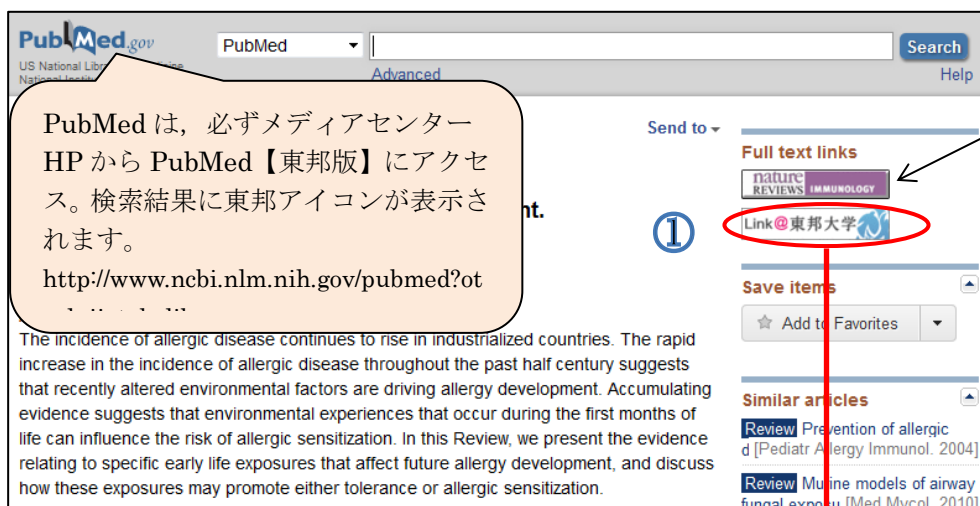 PubMed.gov
US National Libr
National Instit
PubMed
Search
Advanced
Help
PubMed は，必ずメディアセンター
HP から PubMed【東邦版】にアクセ
ス。検索結果に東邦アイコンが表示さ
れます。
http://www.ncbi.nlm.nih.gov/pubmed?ot
nt.
Send to
①
Full text links
nature
REVIEWS IMMUNOLOGY
Link@東邦大学
Save items
Add to Favorites
The incidence of allergic disease continues to rise in industrialized countries. The rapid
increase in the incidence of allergic disease throughout the past half century suggests
that recently altered environmental factors are driving allergy development. Accumulating
evidence suggests that environmental experiences that occur during the first months of
life can influence the risk of allergic sensitization. In this Review, we present the evidence
relating to specific early life exposures that affect future allergy development, and discuss
how these exposures may promote either tolerance or allergic sensitization.
Similar articles
Review Prevention of allergic
d [Pediatr Allergy Immunol. 2004]
Review Murine models of airway
fungal exposu [Med Mycol. 2010]